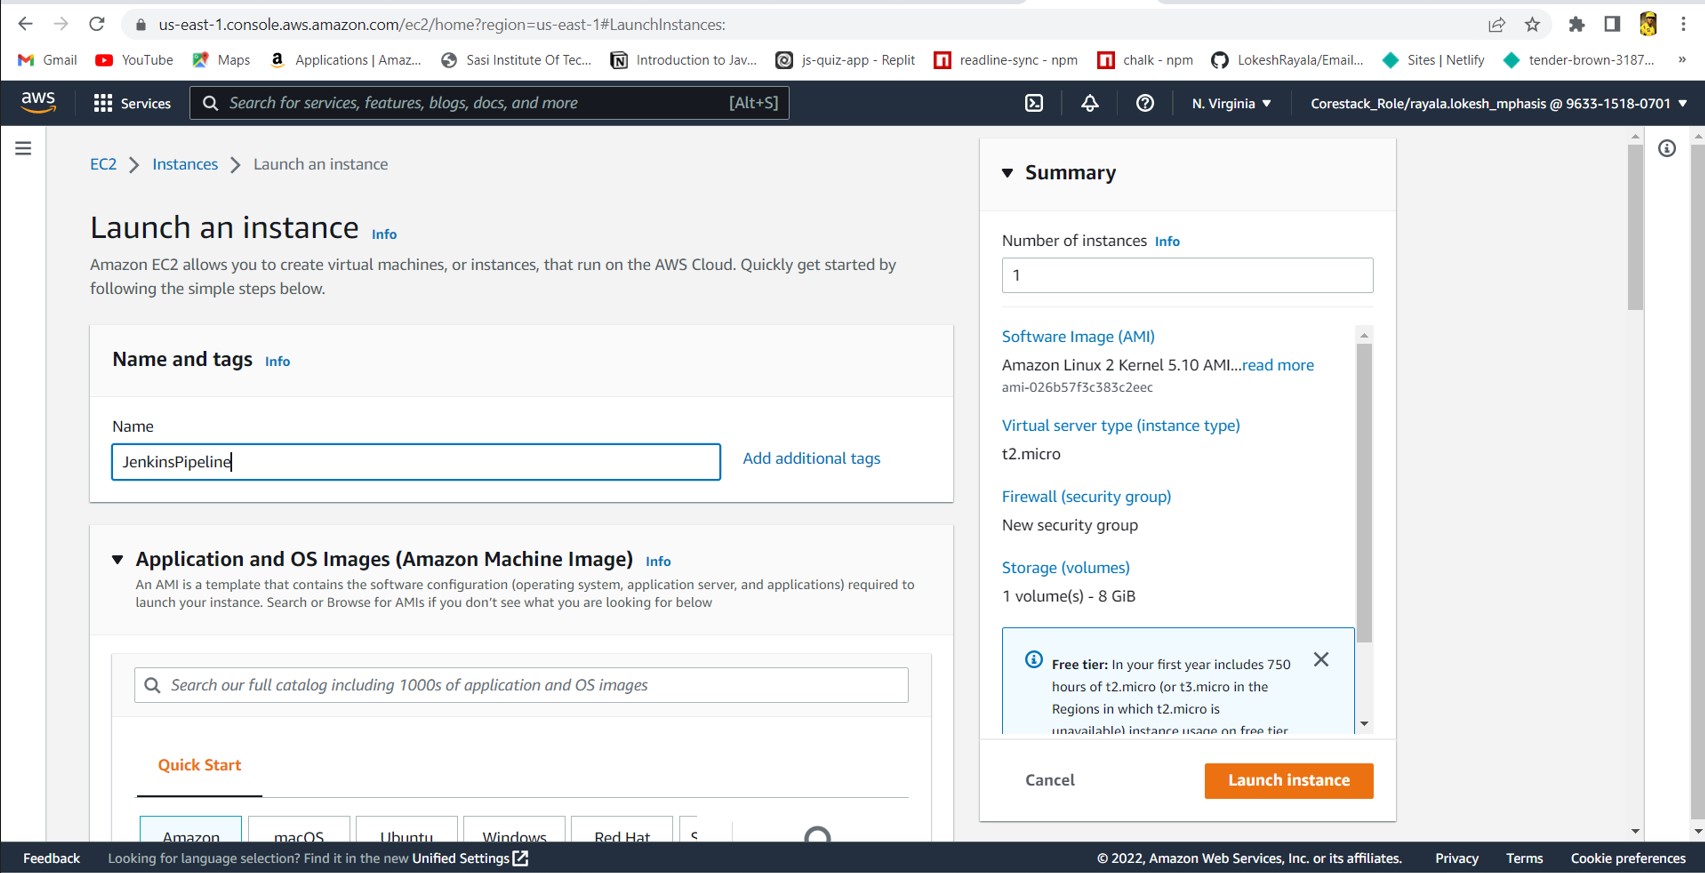 us-east-1.console.aws.amazon.com/ec2/home?region=us-east-1#LaunchInstances:
Gmail YouTube Maps Applications | Amaz... Sasi Institute Of Tec... Introduction to Jav... js-quiz-app - Replit readline-sync - npm chalk - npm LokeshRayala/Email... Sites | Netlify tender-brown-3187... »
aws Services Search for services, features, blogs, docs, and more [Alt+S] N. Virginia ▼ Corestack_Role/rayala.lokesh_mphasis @ 9633-1518-0701 ▼
EC2 > Instances > Launch an instance
Launch an instance Info
Amazon EC2 allows you to create virtual machines, or instances, that run on the AWS Cloud. Quickly get started by
following the simple steps below.
Name and tags Info
Name
JenkinsPipeline
Add additional tags
Application and OS Images (Amazon Machine Image) Info
An AMI is a template that contains the software configuration (operating system, application server, and applications) required to
launch your instance. Search or Browse for AMIs if you don't see what you are looking for below
Search our full catalog including 1000s of application and OS images
Quick Start
Amazon macOS Ubuntu Windows Red Hat S
Summary
Number of instances Info
1
Software Image (AMI)
Amazon Linux 2 Kernel 5.10 AMI...read more
ami-026b57f3c383c2eec
Virtual server type (instance type)
t2.micro
Firewall (security group)
New security group
Storage (volumes)
1 volume(s) - 8 GiB
Free tier: In your first year includes 750
hours of t2.micro (or t3.micro in the
Regions in which t2.micro is
unavailable) instance usage on free tier
Cancel Launch instance
Feedback Looking for language selection? Find it in the new Unified Settings © 2022, Amazon Web Services, Inc. or its affiliates. Privacy Terms Cookie preferences